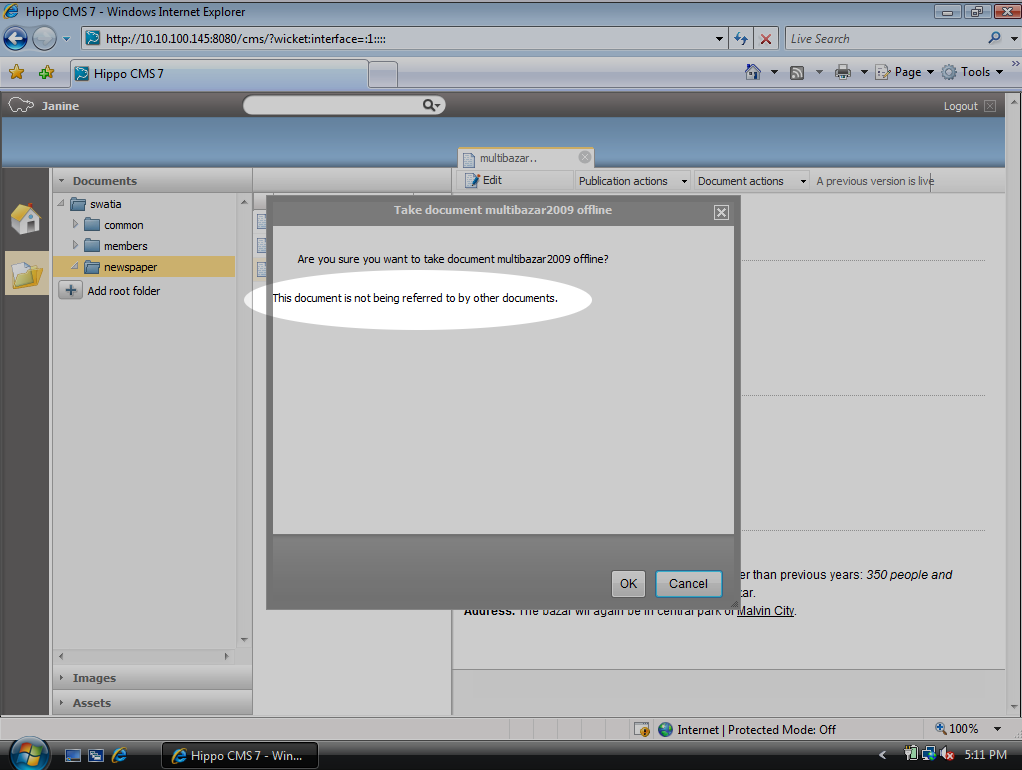 Hippo CMS 7 - Windows Internet Explorer
http://10.10.100.145:8080/cms/?wicket:interface=:1::::
Live Search
Hippo CMS 7
Page
Tools
Janine
Logout
multibazar..
Documents
Edit
Publication actions
Document actions
A previous version is live
swatia
common
members
newspaper
Add root folder
Take document multibazar2009 offline
Are you sure you want to take document multibazar2009 offline?
This document is not being referred to by other documents.
OK
Cancel
than previous years: 350 people and
Address: The bazar wil again be in central park of Malvin City.
Images
Assets
Internet | Protected Mode: Off
100%
Hippo CMS 7 - Win...
5:11 PM